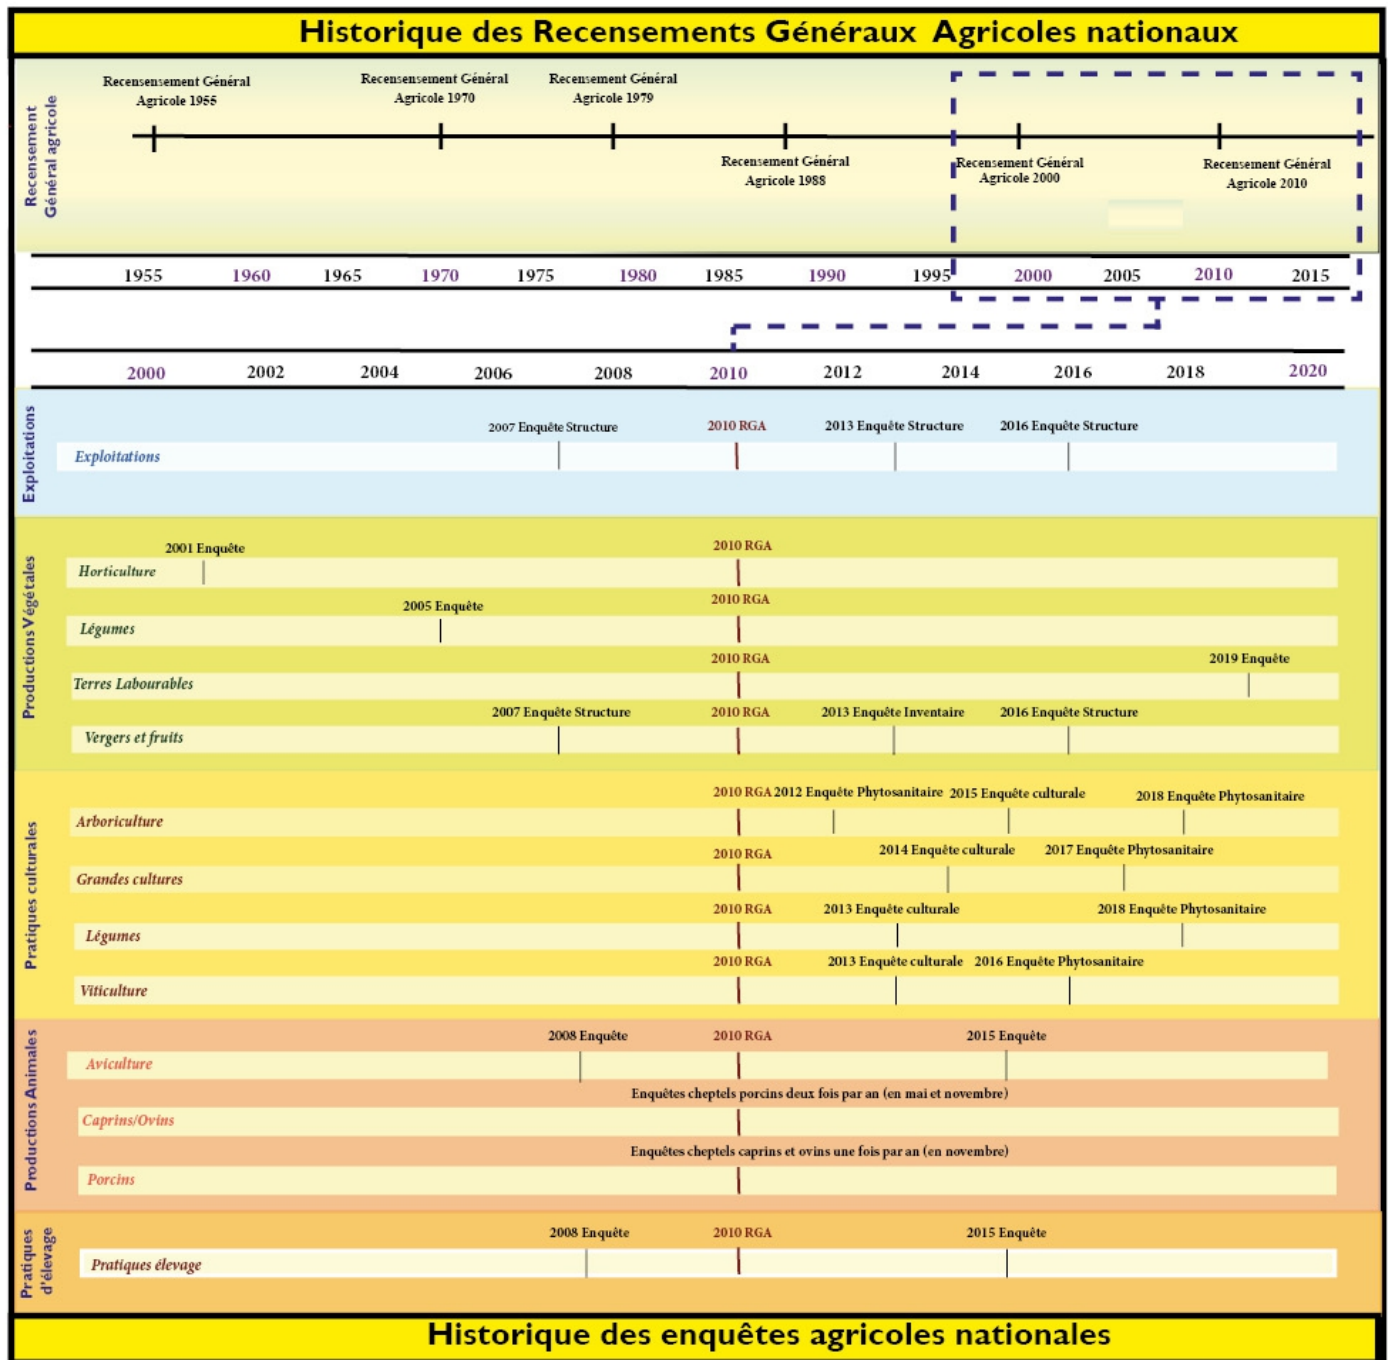 Historique des Recensements Généraux Agricoles nationaux
Recensement
Général agricole
Recensensement Général
Agricole 1955
Recensensement Général
Agricole 1970
Recensement Général
Agricole 1979
Recensement Général
Agricole 1988
Recensement Général
Agricole 2000
Recensement Général
Agricole 2010
1955 1960 1965 1970 1975 1980 1985 1990 1995 2000 2005 2010 2015
2000 2002 2004 2006 2008 2010 2012 2014 2016 2018 2020
Exploitations
2007 Enquête Structure 2010 RGA 2013 Enquête Structure 2016 Enquête Structure
Exploitations
Productions Végétales
2001 Enquête 2010 RGA
Horticulture
2005 Enquête 2010 RGA
Légumes
2010 RGA 2019 Enquête
Terres Labourables
2007 Enquête Structure 2010 RGA 2013 Enquête Inventaire 2016 Enquête Structure
Vergers et fruits
Pratiques culturales
2010 RGA 2012 Enquête Phytosanitaire 2015 Enquête culturale 2018 Enquête Phytosanitaire
Arboriculture
2010 RGA 2014 Enquête culturale 2017 Enquête Phytosanitaire
Grandes cultures
2010 RGA 2013 Enquête culturale 2018 Enquête Phytosanitaire
Légumes
2010 RGA 2013 Enquête culturale 2016 Enquête Phytosanitaire
Viticulture
Productions Animales
2008 Enquête 2010 RGA 2015 Enquête
Aviculture
Enquêtes cheptels porcins deux fois par an (en mai et novembre)
Caprins/Ovins
Enquêtes cheptels caprins et ovins une fois par an (en novembre)
Porcins
Pratiques
d'élevage
2008 Enquête 2010 RGA 2015 Enquête
Pratiques élevage
Historique des enquêtes agricoles nationales